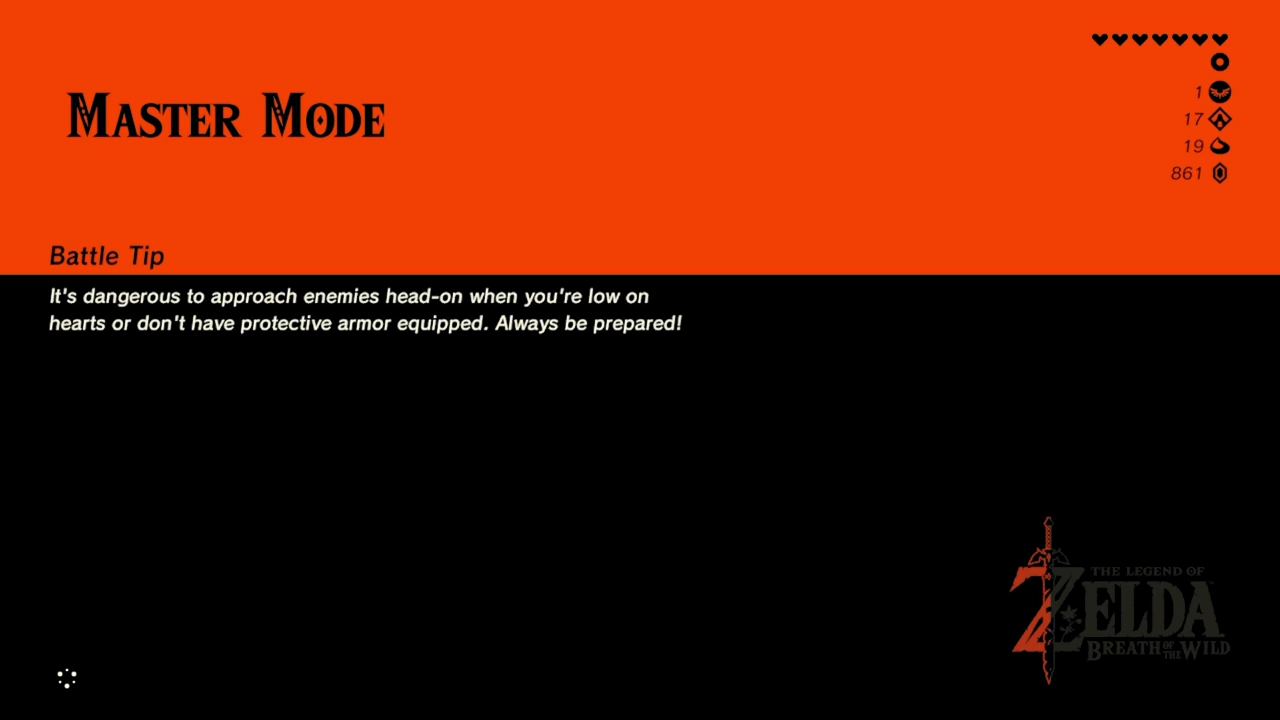 Master Mode
1
17
19
861
Battle Tip
It's dangerous to approach enemies head-on when you're low on
hearts or don't have protective armor equipped. Always be prepared!
THE LEGEND OF
ZELDA
BREATH OF THE WILD